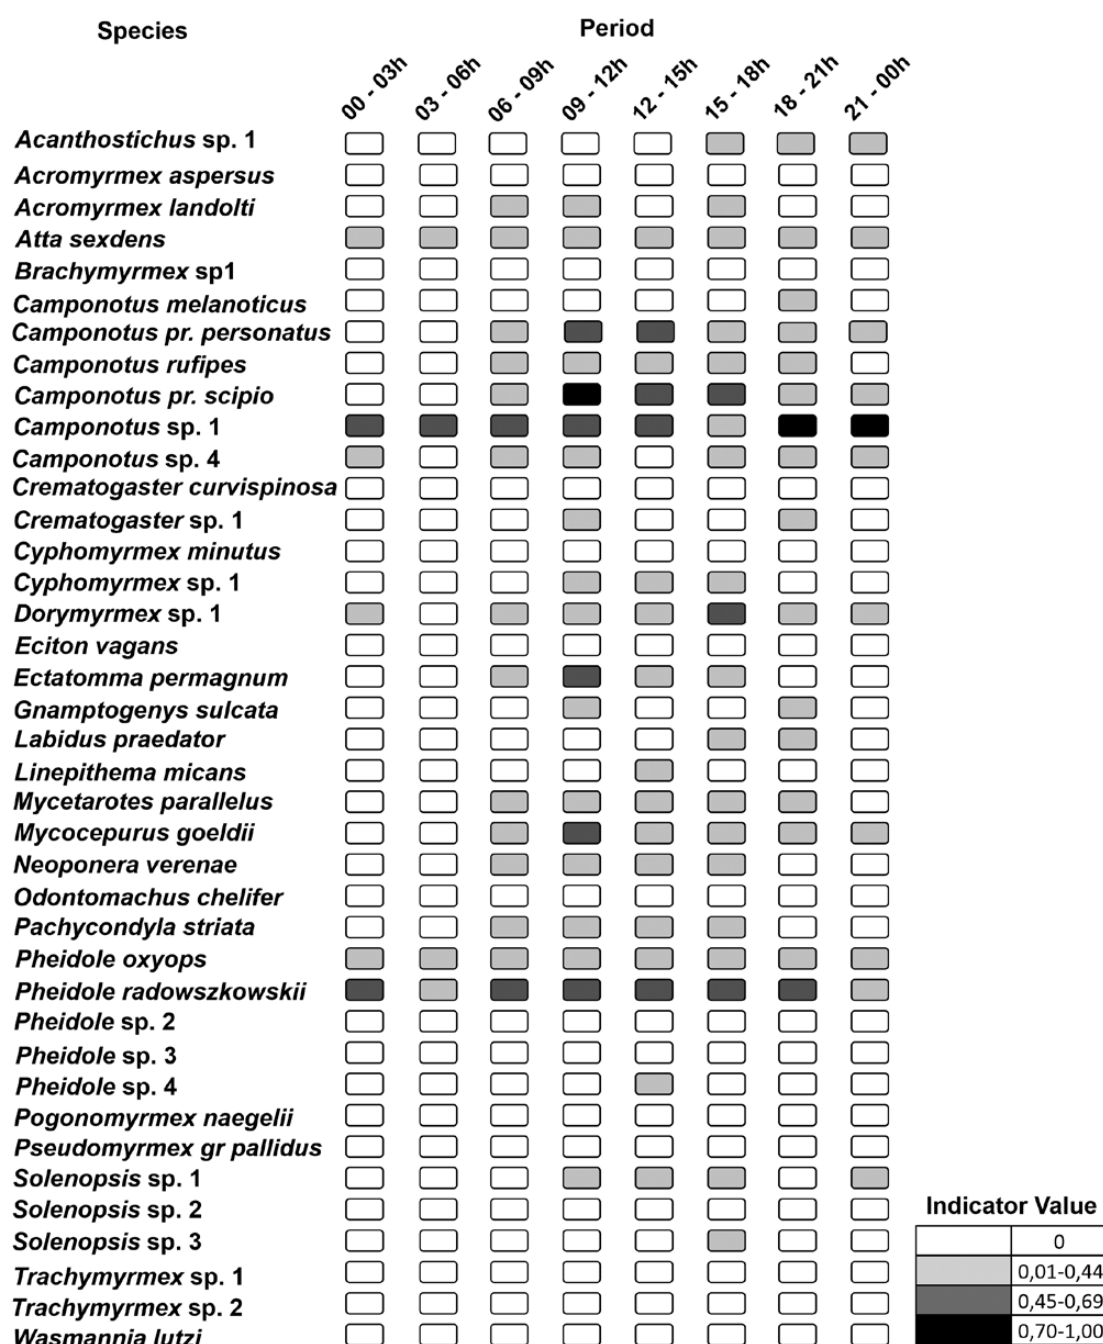 Species Period
00 - 03h 03 - 06h 06 - 09h 09 - 12h 12 - 15h 15 - 18h 18 - 21h 21 - 00h
Acanthostichus sp. 1
Acromyrmex aspersus
Acromyrmex landolti
Atta sexdens
Brachymyrmex sp1
Camponotus melanoticus
Camponotus pr. personatus
Camponotus rufipes
Camponotus pr. scipio
Camponotus sp. 1
Camponotus sp. 4
Crematogaster curvispinosa
Crematogaster sp. 1
Cyphomyrmex minutus
Cyphomyrmex sp. 1
Dorymyrmex sp. 1
Eciton vagans
Ectatomma permagnum
Gnamptogenys sulcata
Labidus praedator
Linepithema micans
Mycetarotes parallelus
Mycocepurus goeldii
Neoponera verenae
Odontomachus chelifer
Pachycondyla striata
Pheidole oxyops
Pheidole radowszkowskii
Pheidole sp. 2
Pheidole sp. 3
Pheidole sp. 4
Pogonomyrmex naegelii
Pseudomyrmex gr pallidus
Solenopsis sp. 1
Solenopsis sp. 2
Solenopsis sp. 3
Trachymyrmex sp. 1
Trachymyrmex sp. 2
Wasmannia lutzi
Indicator Value
0
0,01-0,44
0,45-0,69
0,70-1,00